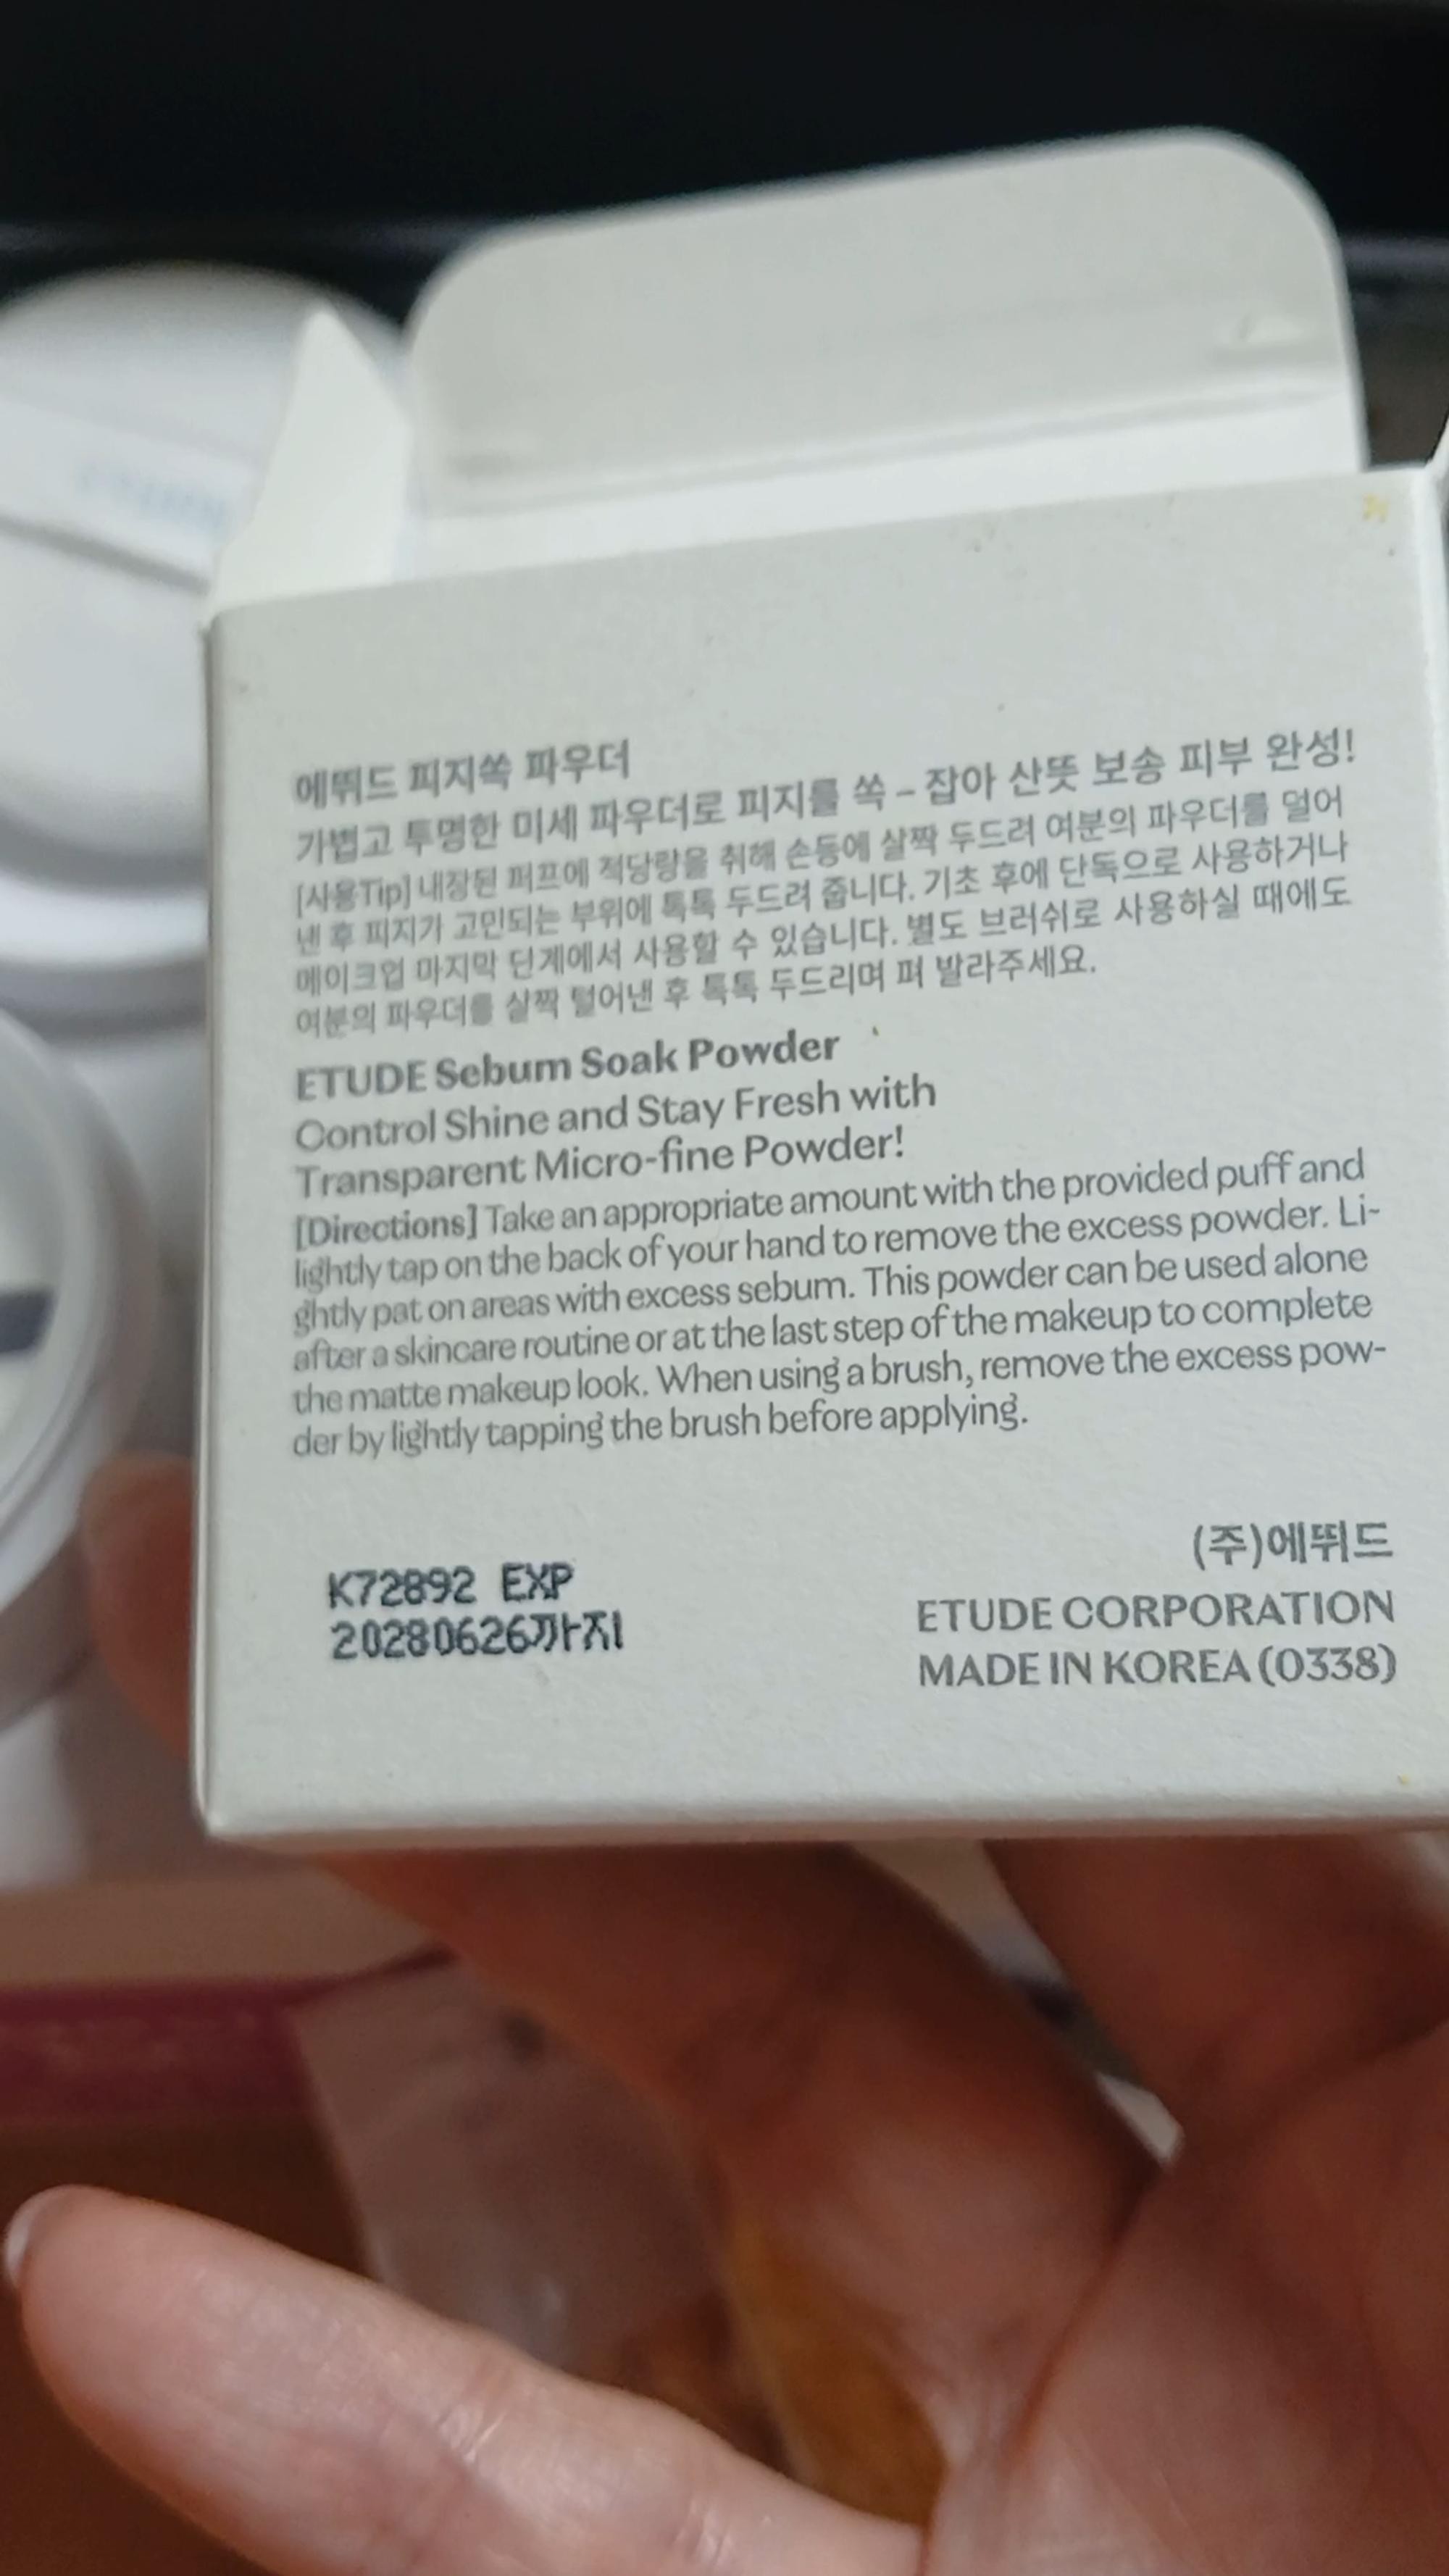 에뛰드 피지쏙 파우더
가볍고 투명한 미세 파우더로 피지를 쏙 – 잡아 산뜻 보송 피부 완성!
[사용Tip] 내장된 퍼프에 적당량을 취해 손등에 살짝 두드려 여분의 파우더를 덜어
낸 후 피지가 고민되는 부위에 톡톡 두드려 줍니다. 기초 후에 단독으로 사용하거나
메이크업 마지막 단계에서 사용할 수 있습니다. 별도 브러쉬로 사용하실 때에도
여분의 파우더를 살짝 털어낸 후 톡톡 두드리며 펴 발라주세요.
ETUDE Sebum Soak Powder
Control Shine and Stay Fresh with
Transparent Micro-fine Powder!
[Directions] Take an appropriate amount with the provided puff and
lightly tap on the back of your hand to remove the excess powder. Li-
ghtly pat on areas with excess sebum. This powder can be used alone
after a skincare routine or at the last step of the makeup to complete
the matte makeup look. When using a brush, remove the excess pow-
der by lightly tapping the brush before applying.
K72892 EXP
20280626까지
(주)에뛰드
ETUDE CORPORATION
MADE IN KOREA (0338)